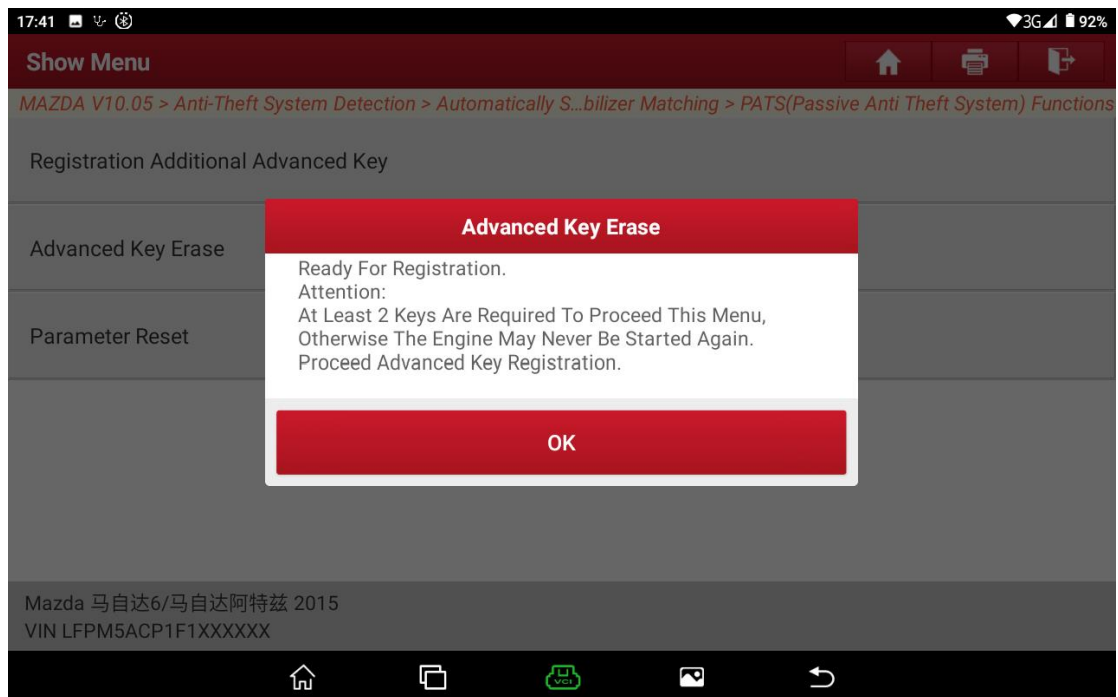 17:41
3G 92%
Show Menu
MAZDA V10.05 > Anti-Theft System Detection > Automatically S...bilizer Matching > PATS(Passive Anti Theft System) Functions
Registration Additional Advanced Key
Advanced Key Erase
Parameter Reset
Advanced Key Erase
Ready For Registration.
Attention:
At Least 2 Keys Are Required To Proceed This Menu,
Otherwise The Engine May Never Be Started Again.
Proceed Advanced Key Registration.
OK
Mazda 马自达6/马自达阿特兹 2015
VIN LFPM5ACP1F1XXXXXX
VCI